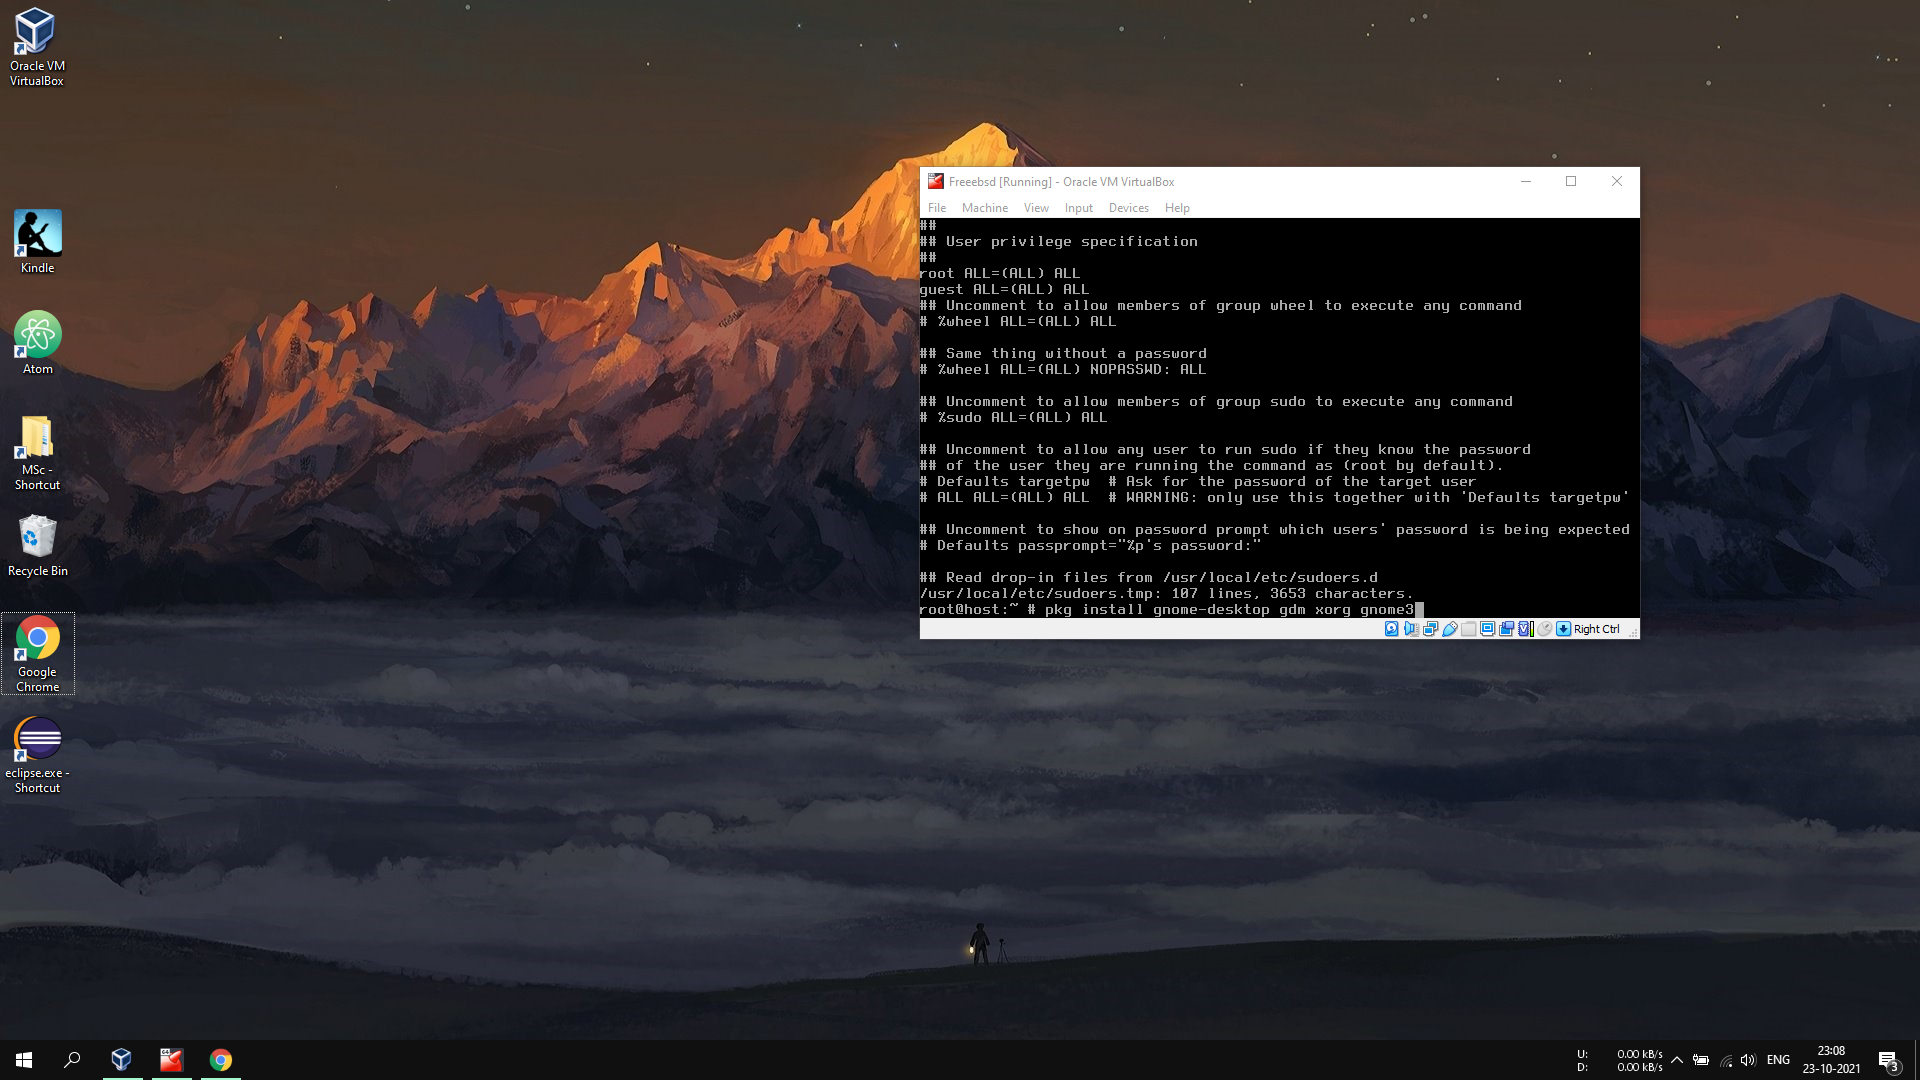 Oracle VM
VirtualBox
Kindle
Atom
MSc -
Shortcut
Recycle Bin
Google
Chrome
eclipse.exe -
Shortcut
Freeebsd [Running] - Oracle VM VirtualBox
File Machine View Input Devices Help
##
## User privilege specification
##
root ALL=(ALL) ALL
guest ALL=(ALL) ALL
## Uncomment to allow members of group wheel to execute any command
# %wheel ALL=(ALL) ALL
## Same thing without a password
# %wheel ALL=(ALL) NOPASSWD: ALL
## Uncomment to allow members of group sudo to execute any command
# %sudo ALL=(ALL) ALL
## Uncomment to allow any user to run sudo if they know the password
## of the user they are running the command as (root by default).
# Defaults targetpw  # Ask for the password of the target user
# ALL ALL=(ALL) ALL  # WARNING: only use this together with 'Defaults targetpw'
## Uncomment to show on password prompt which users' password is being expected
# Defaults passprompt="%p's password:"
## Read drop-in files from /usr/local/etc/sudoers.d
/usr/local/etc/sudoers.tmp: 107 lines, 3653 characters.
root@host:~ # pkg install gnome-desktop gdm xorg gnome3
Right Ctrl
U: 0.00 kB/s
D: 0.00 kB/s
ENG
23:08
23-10-2021
3